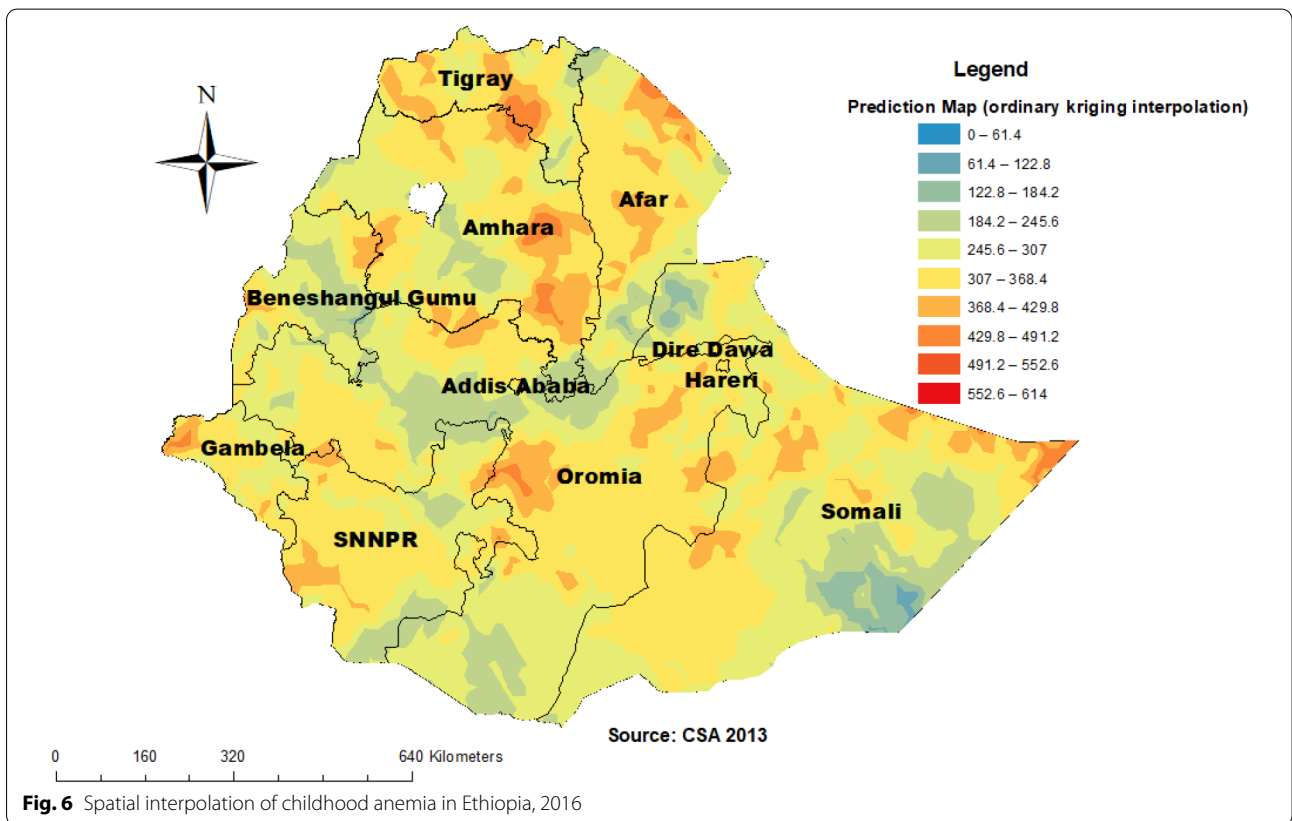 Legend
Prediction Map (ordinary kriging interpolation)
0 – 61.4
61.4 – 122.8
122.8 – 184.2
184.2 – 245.6
245.6 – 307
307 – 368.4
368.4 – 429.8
429.8 – 491.2
491.2 – 552.6
552.6 – 614
N
Tigray
Afar
Amhara
Beneshangul Gumu
Dire Dawa
Hareri
Addis Ababa
Gambela
Oromia
Somali
SNNPR
Source: CSA 2013
0 160 320 640 Kilometers
Fig. 6 Spatial interpolation of childhood anemia in Ethiopia, 2016